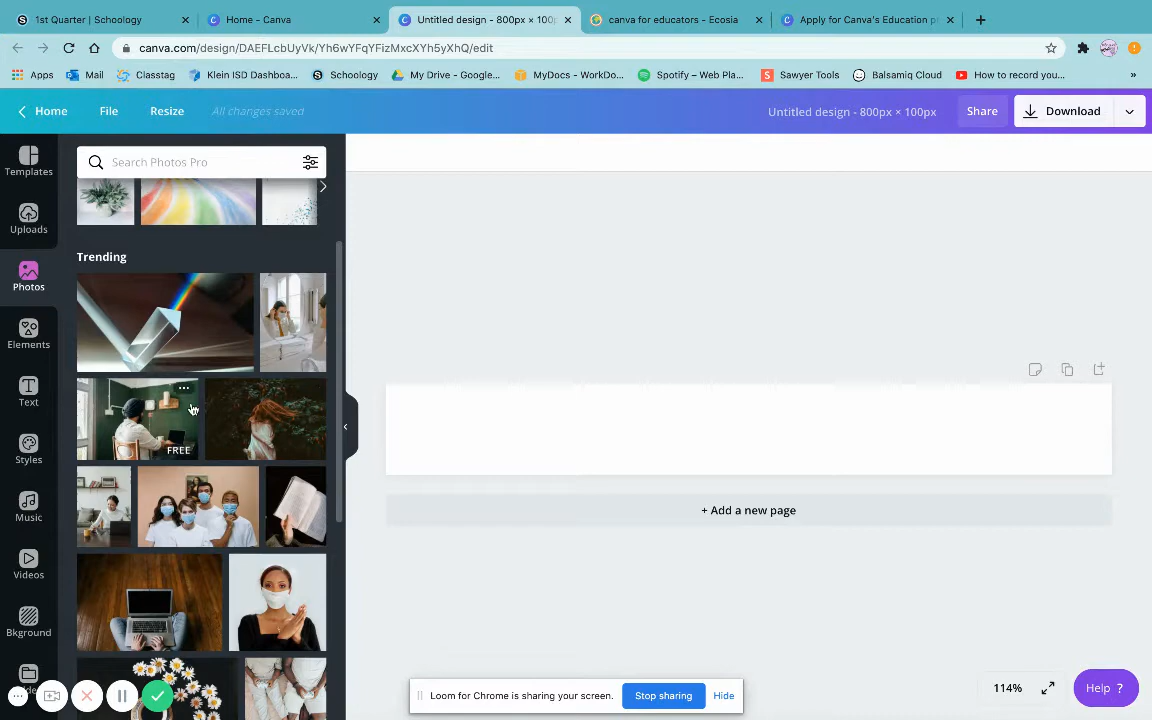 1st Quarter | Schoology
Home - Canva
Untitled design - 800px × 100p
canva for educators - Ecosia
Apply for Canva's Education p
canva.com/design/DAEFLcbUyVk/Yh6wYFqYFizMxcXYh5yXhQ/edit
Apps
Mail
Classtag
Klein ISD Dashboa...
Schoology
My Drive – Google...
MyDocs - WorkDo...
Spotify – Web Pla...
Sawyer Tools
Balsamiq Cloud
How to record you...
»
Home
File
Resize
All changes saved
Untitled design - 800px × 100px
Share
Download
Templates
Uploads
Photos
Elements
Text
Styles
Music
Videos
Bkground
Search Photos Pro
Trending
FREE
+ Add a new page
Loom for Chrome is sharing your screen.
Stop sharing
Hide
114%
Help ?